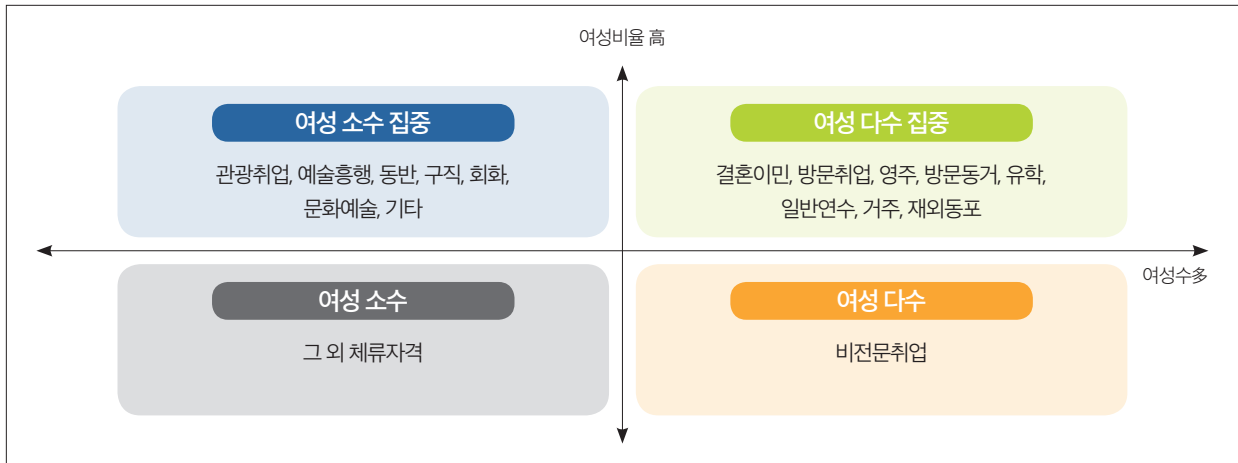 여성비율 高
여성 소수 집중
관광취업, 예술흥행, 동반, 구직, 회화,
문화예술, 기타
여성 다수 집중
결혼이민, 방문취업, 영주, 방문동거, 유학,
일반연수, 거주, 재외동포
여성수多
여성 소수
그 외 체류자격
여성 다수
비전문취업